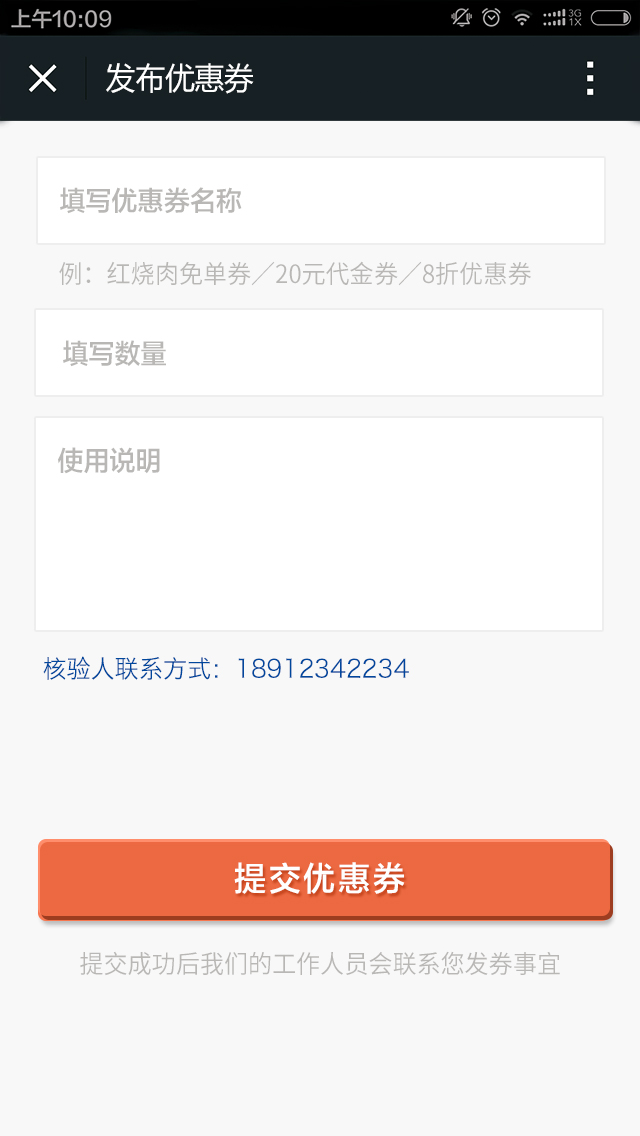 上午10:09
3G
1X
发布优惠券
填写优惠券名称
例：红烧肉免单券／20元代金券／8折优惠券
填写数量
使用说明
核验人联系方式：18912342234
提交优惠券
提交成功后我们的工作人员会联系您发券事宜